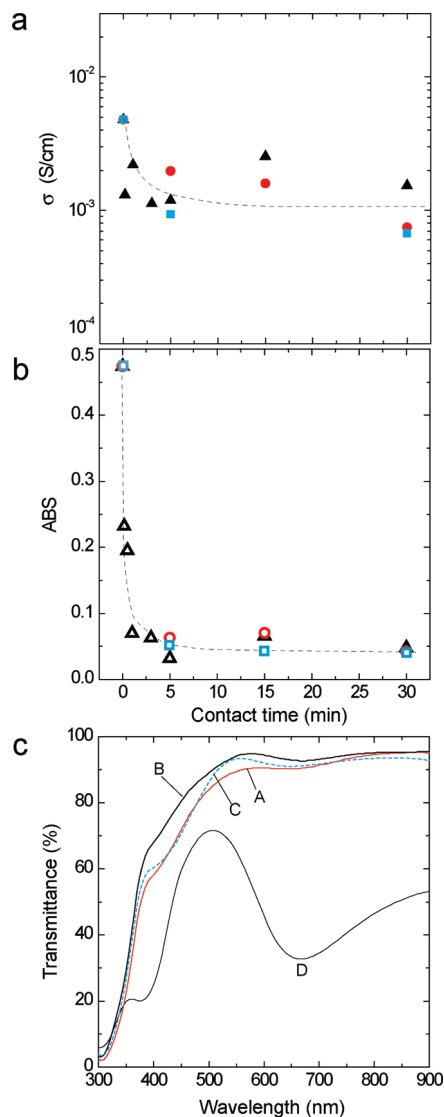 a
10⁻²
10⁻³
10⁻⁴
σ (S/cm)
b
0.5
0.4
0.3
0.2
0.1
0.0
ABS
0 5 10 15 20 25 30
Contact time (min)
c
100
80
60
40
20
0
Transmittance (%)
B
C
A
D
300 400 500 600 700 800 900
Wavelength (nm)